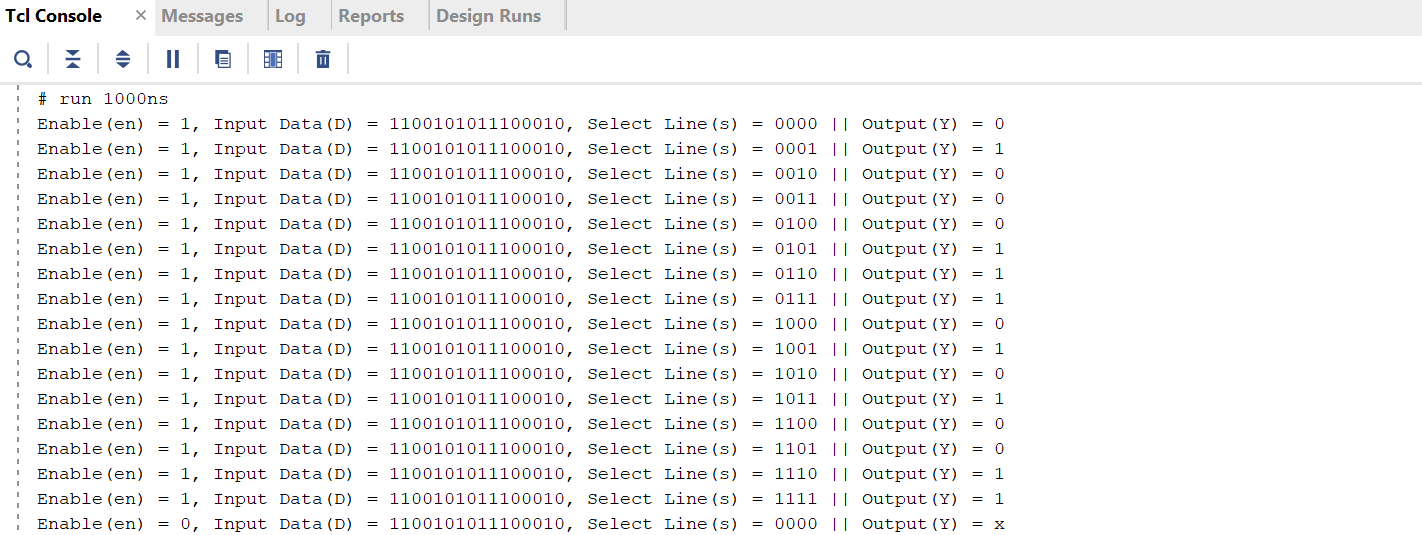 Tcl Console × Messages Log Reports Design Runs
# run 1000ns
Enable(en) = 1, Input Data(D) = 1100101011100010, Select Line(s) = 0000 || Output(Y) = 0
Enable(en) = 1, Input Data(D) = 1100101011100010, Select Line(s) = 0001 || Output(Y) = 1
Enable(en) = 1, Input Data(D) = 1100101011100010, Select Line(s) = 0010 || Output(Y) = 0
Enable(en) = 1, Input Data(D) = 1100101011100010, Select Line(s) = 0011 || Output(Y) = 0
Enable(en) = 1, Input Data(D) = 1100101011100010, Select Line(s) = 0100 || Output(Y) = 0
Enable(en) = 1, Input Data(D) = 1100101011100010, Select Line(s) = 0101 || Output(Y) = 1
Enable(en) = 1, Input Data(D) = 1100101011100010, Select Line(s) = 0110 || Output(Y) = 1
Enable(en) = 1, Input Data(D) = 1100101011100010, Select Line(s) = 0111 || Output(Y) = 1
Enable(en) = 1, Input Data(D) = 1100101011100010, Select Line(s) = 1000 || Output(Y) = 0
Enable(en) = 1, Input Data(D) = 1100101011100010, Select Line(s) = 1001 || Output(Y) = 1
Enable(en) = 1, Input Data(D) = 1100101011100010, Select Line(s) = 1010 || Output(Y) = 0
Enable(en) = 1, Input Data(D) = 1100101011100010, Select Line(s) = 1011 || Output(Y) = 1
Enable(en) = 1, Input Data(D) = 1100101011100010, Select Line(s) = 1100 || Output(Y) = 0
Enable(en) = 1, Input Data(D) = 1100101011100010, Select Line(s) = 1101 || Output(Y) = 0
Enable(en) = 1, Input Data(D) = 1100101011100010, Select Line(s) = 1110 || Output(Y) = 1
Enable(en) = 1, Input Data(D) = 1100101011100010, Select Line(s) = 1111 || Output(Y) = 1
Enable(en) = 0, Input Data(D) = 1100101011100010, Select Line(s) = 0000 || Output(Y) = x